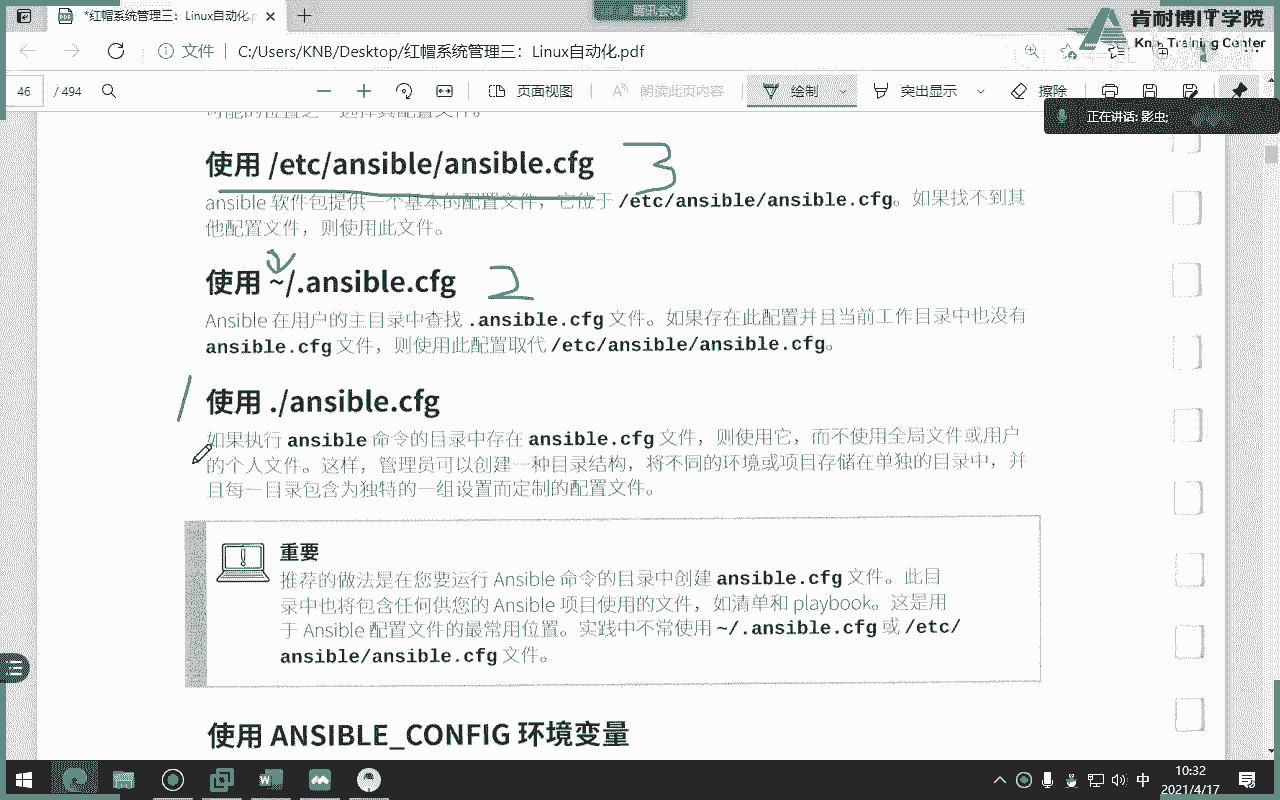 *红帽系统管理三：Linux自动化
腾讯会议
肯耐博IT学院
KNB Training Center
文件
C:/Users/KNB/Desktop/红帽系统管理三：Linux自动化.pdf
46 / 494
页面视图
朗读此页内容
绘制
突出显示
擦除
正在讲话: 影虫;
可能的位置之一选择其配置文件。
使用 /etc/ansible/ansible.cfg 3
ansible 软件包提供一个基本的配置文件，它位于 /etc/ansible/ansible.cfg。如果找不到其
他配置文件，则使用此文件。
使用 ~/.ansible.cfg 2
Ansible 在用户的主目录中查找 .ansible.cfg 文件。如果存在此配置并且当前工作目录中也没有
ansible.cfg 文件，则使用此配置取代 /etc/ansible/ansible.cfg。
1 使用 ./ansible.cfg
如果执行 ansible 命令的目录中存在 ansible.cfg 文件，则使用它，而不使用全局文件或用户
的个人文件。这样，管理员可以创建一种目录结构，将不同的环境或项目存储在单独的目录中，并
且每一目录包含为独特的一组设置而定制的配置文件。
重要
推荐的做法是在您要运行 Ansible 命令的目录中创建 ansible.cfg 文件。此目
录中也将包含任何供您的 Ansible 项目使用的文件，如清单和 playbook。这是用
于 Ansible 配置文件的最常用位置。实践中不常使用 ~/.ansible.cfg 或 /etc/
ansible/ansible.cfg 文件。
使用 ANSIBLE_CONFIG 环境变量
中
10:32
2021/4/17